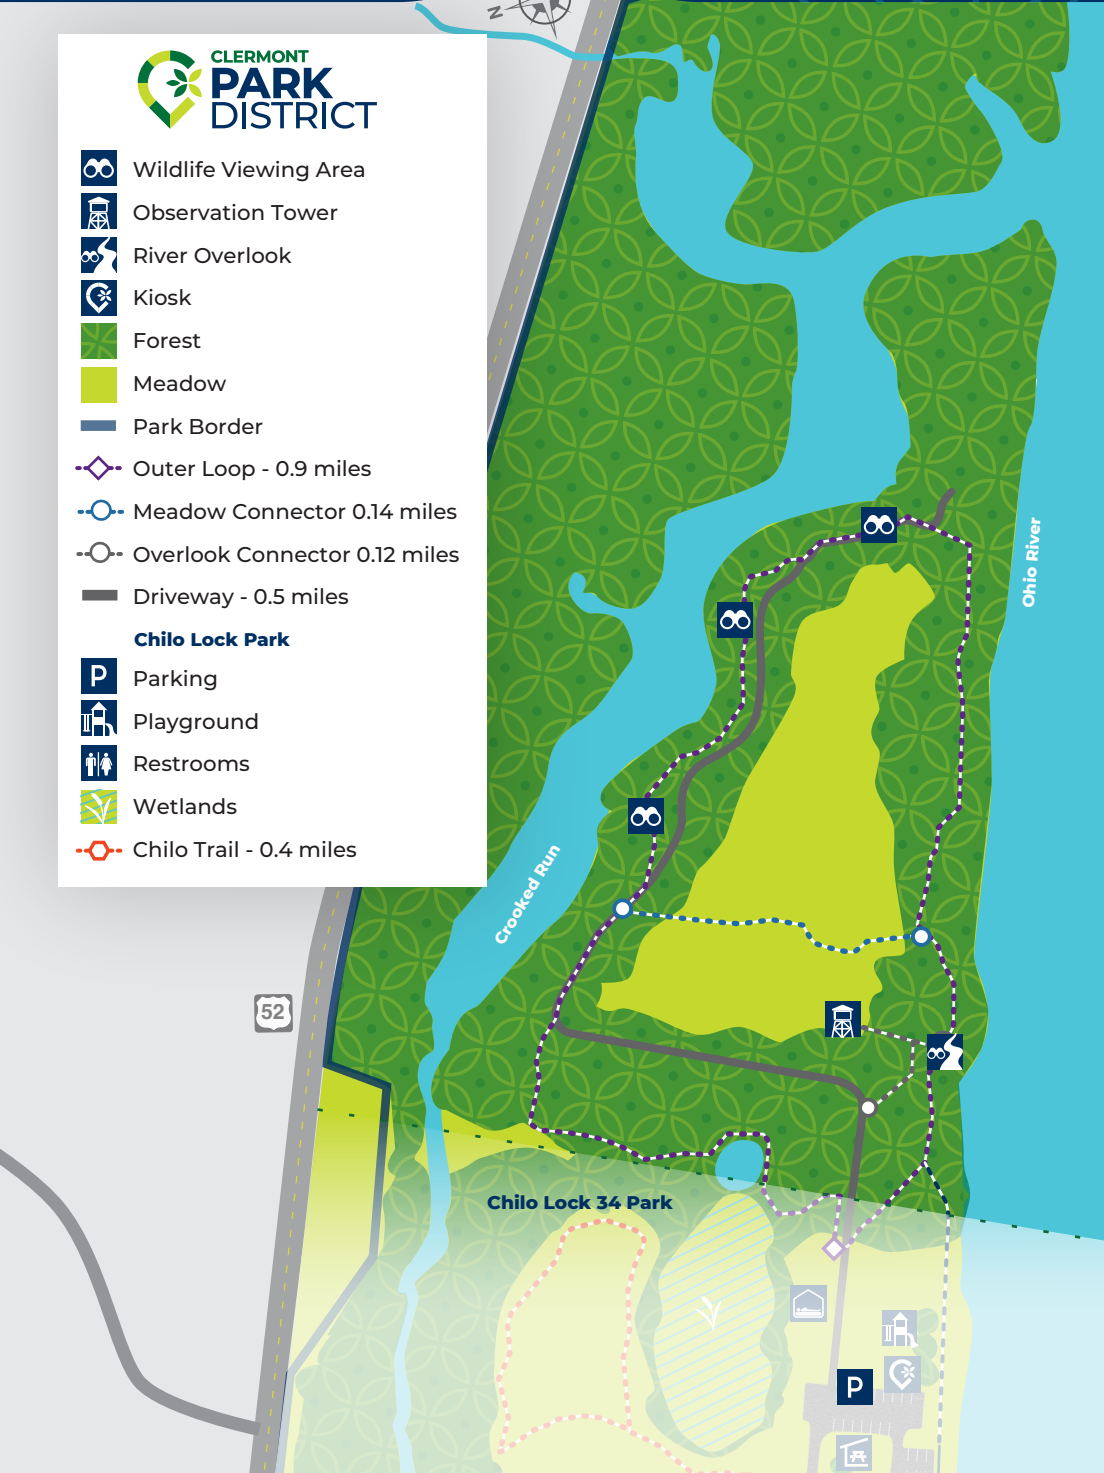 N
CLERMONT
PARK
DISTRICT
Wildlife Viewing Area
Observation Tower
River Overlook
Kiosk
Forest
Meadow
Park Border
Outer Loop - 0.9 miles
Meadow Connector 0.14 miles
Overlook Connector 0.12 miles
Driveway - 0.5 miles
Chilo Lock Park
P Parking
Playground
Restrooms
Wetlands
Chilo Trail - 0.4 miles
Ohio River
Crooked Run
52
Chilo Lock 34 Park
P